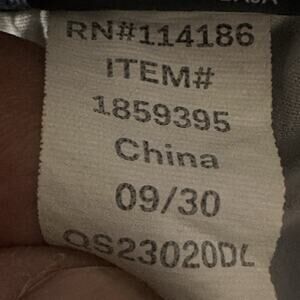 RN#114186
ITEM#
1859395
China
09/30
QS23020DL